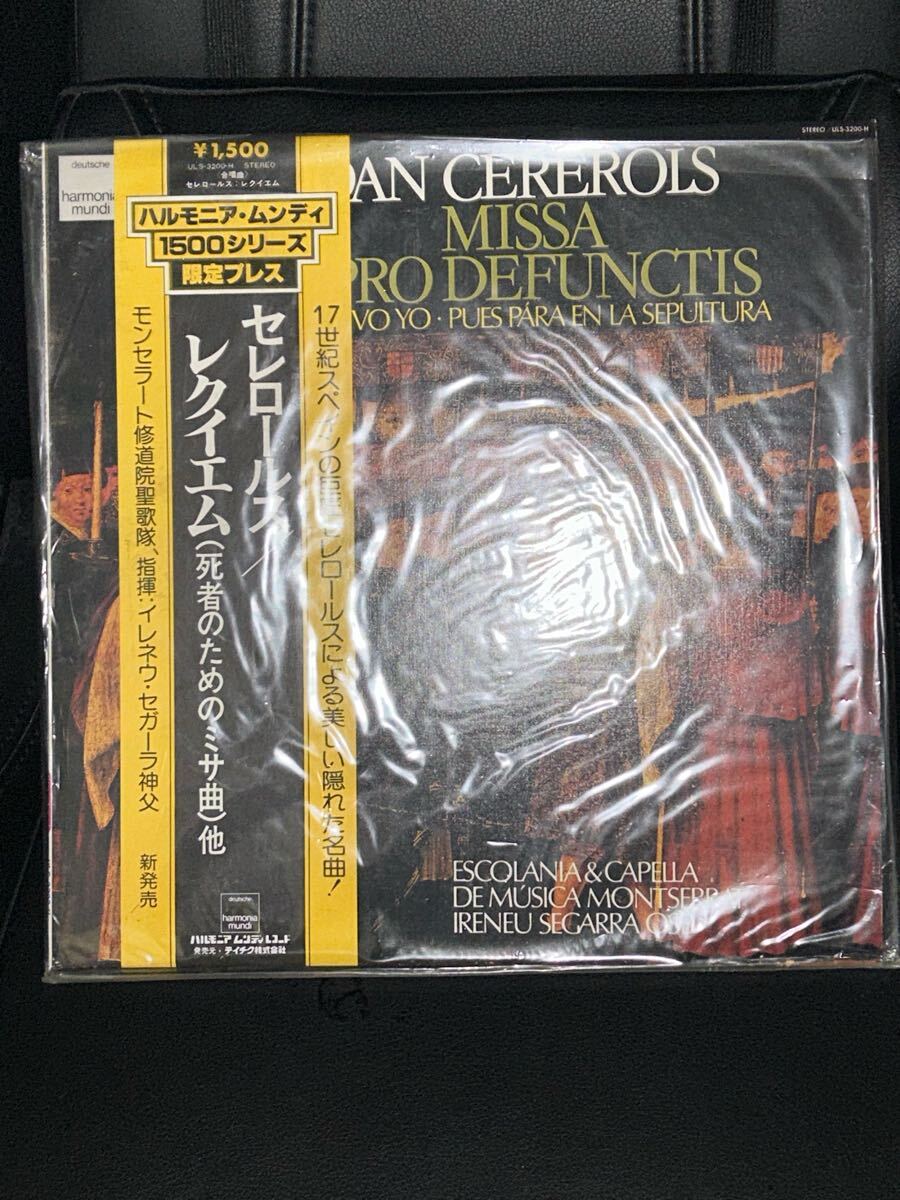 STEREO / ULS-3200-H
deutsche
harmonia
mundi
¥1,500
ULS-3200-H STEREO
〈合唱曲〉
セレロールス:レクイエム
ハルモニア・ムンディ
1500シリーズ
限定プレス
AN CEREROLS
MISSA
PRO DEFUNCTIS
VO YO · PUES PÁRA EN LA SEPULTURA
17世紀スペインの巨匠セレロールスによる美しい隠れた名曲!
セレロールス/
レクイエム(死者のためのミサ曲)他
モンセラート修道院聖歌隊、指揮:イレネウ・セガーラ神父 新発売
ESCOLANIA & CAPELLA
DE MÚSICA MONTSERRAT
IRENEU SEGARRA
deutsche
harmonia
mundi
ハルモニア ムンディ レコード
発売元・テイチク株式会社